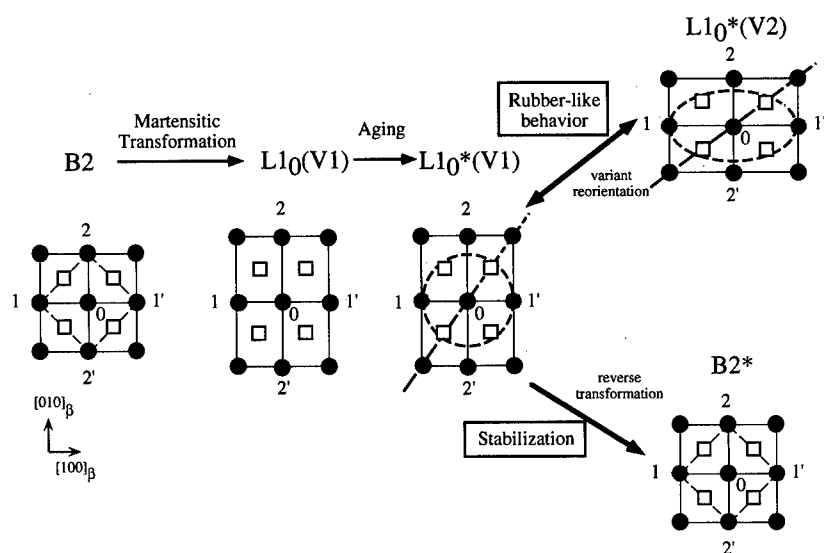 L1₀*(V2)
2
Rubber-like
behavior
1
0
1'
variant
reorientation
2'
Martensitic
Transformation
Aging
B2
L1₀(V1)
L1₀*(V1)
2
1
0
1'
2'
2
1
0
1'
2'
2
1
0
1'
2'
[010]β
[100]β
reverse
transformation
Stabilization
B2*
2
1
0
1'
2'